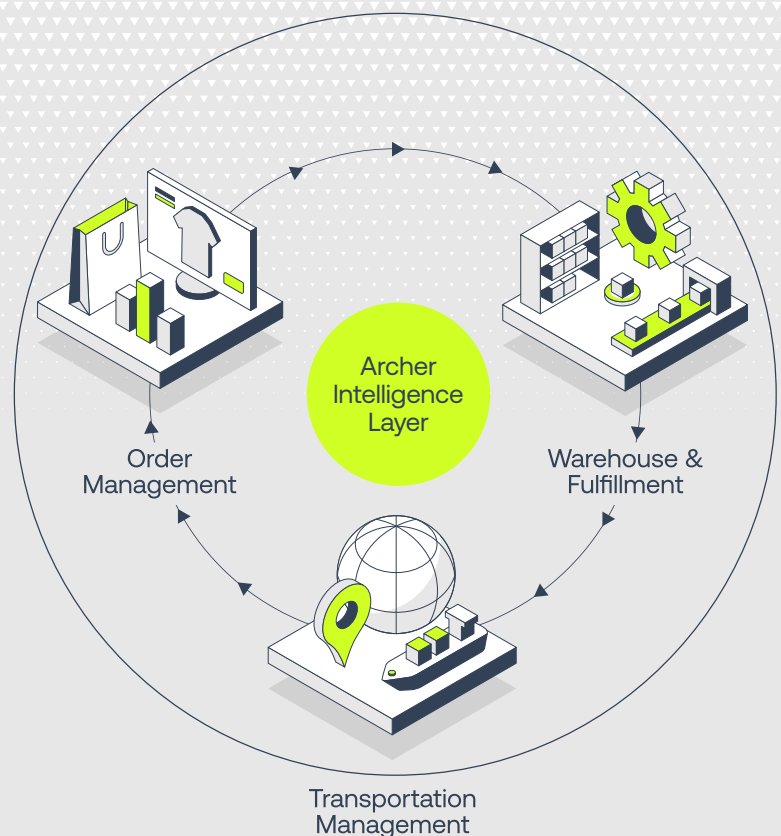 Archer
Intelligence
Layer
Order
Management
Warehouse &
Fulfillment
Transportation
Management